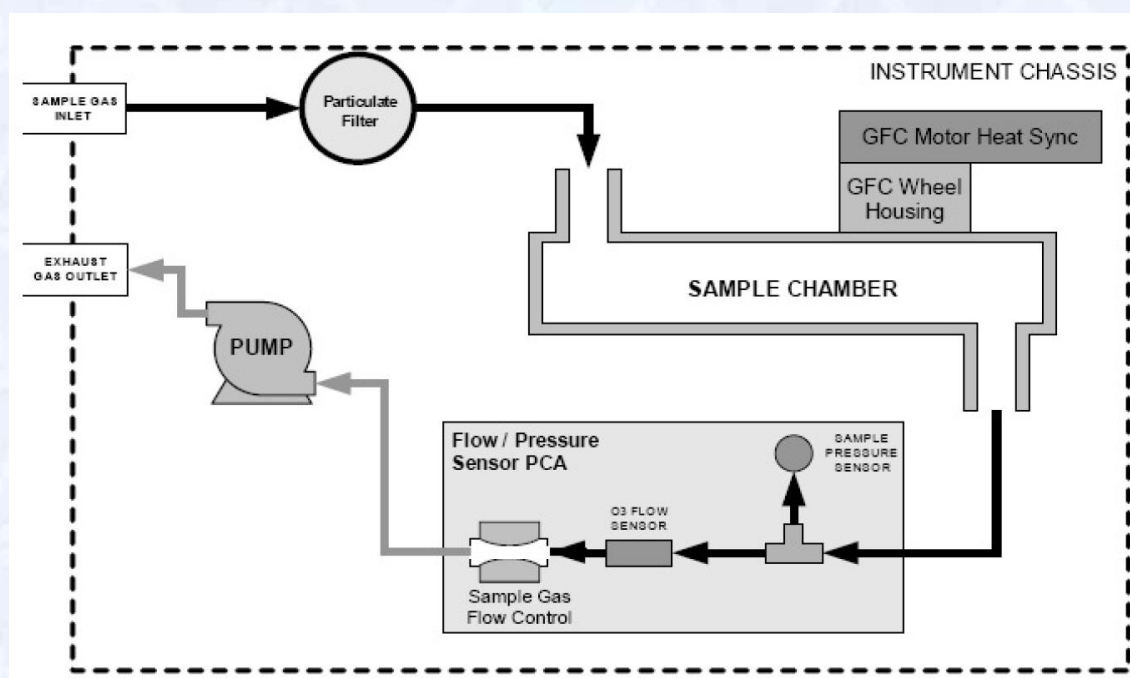 INSTRUMENT CHASSIS
SAMPLE GAS
INLET
Particulate
Filter
GFC Motor Heat Sync
GFC Wheel
Housing
EXHAUST
GAS OUTLET
SAMPLE CHAMBER
PUMP
Flow / Pressure
Sensor PCA
SAMPLE
PRESSURE
SENSOR
O3 FLOW
SENSOR
Sample Gas
Flow Control